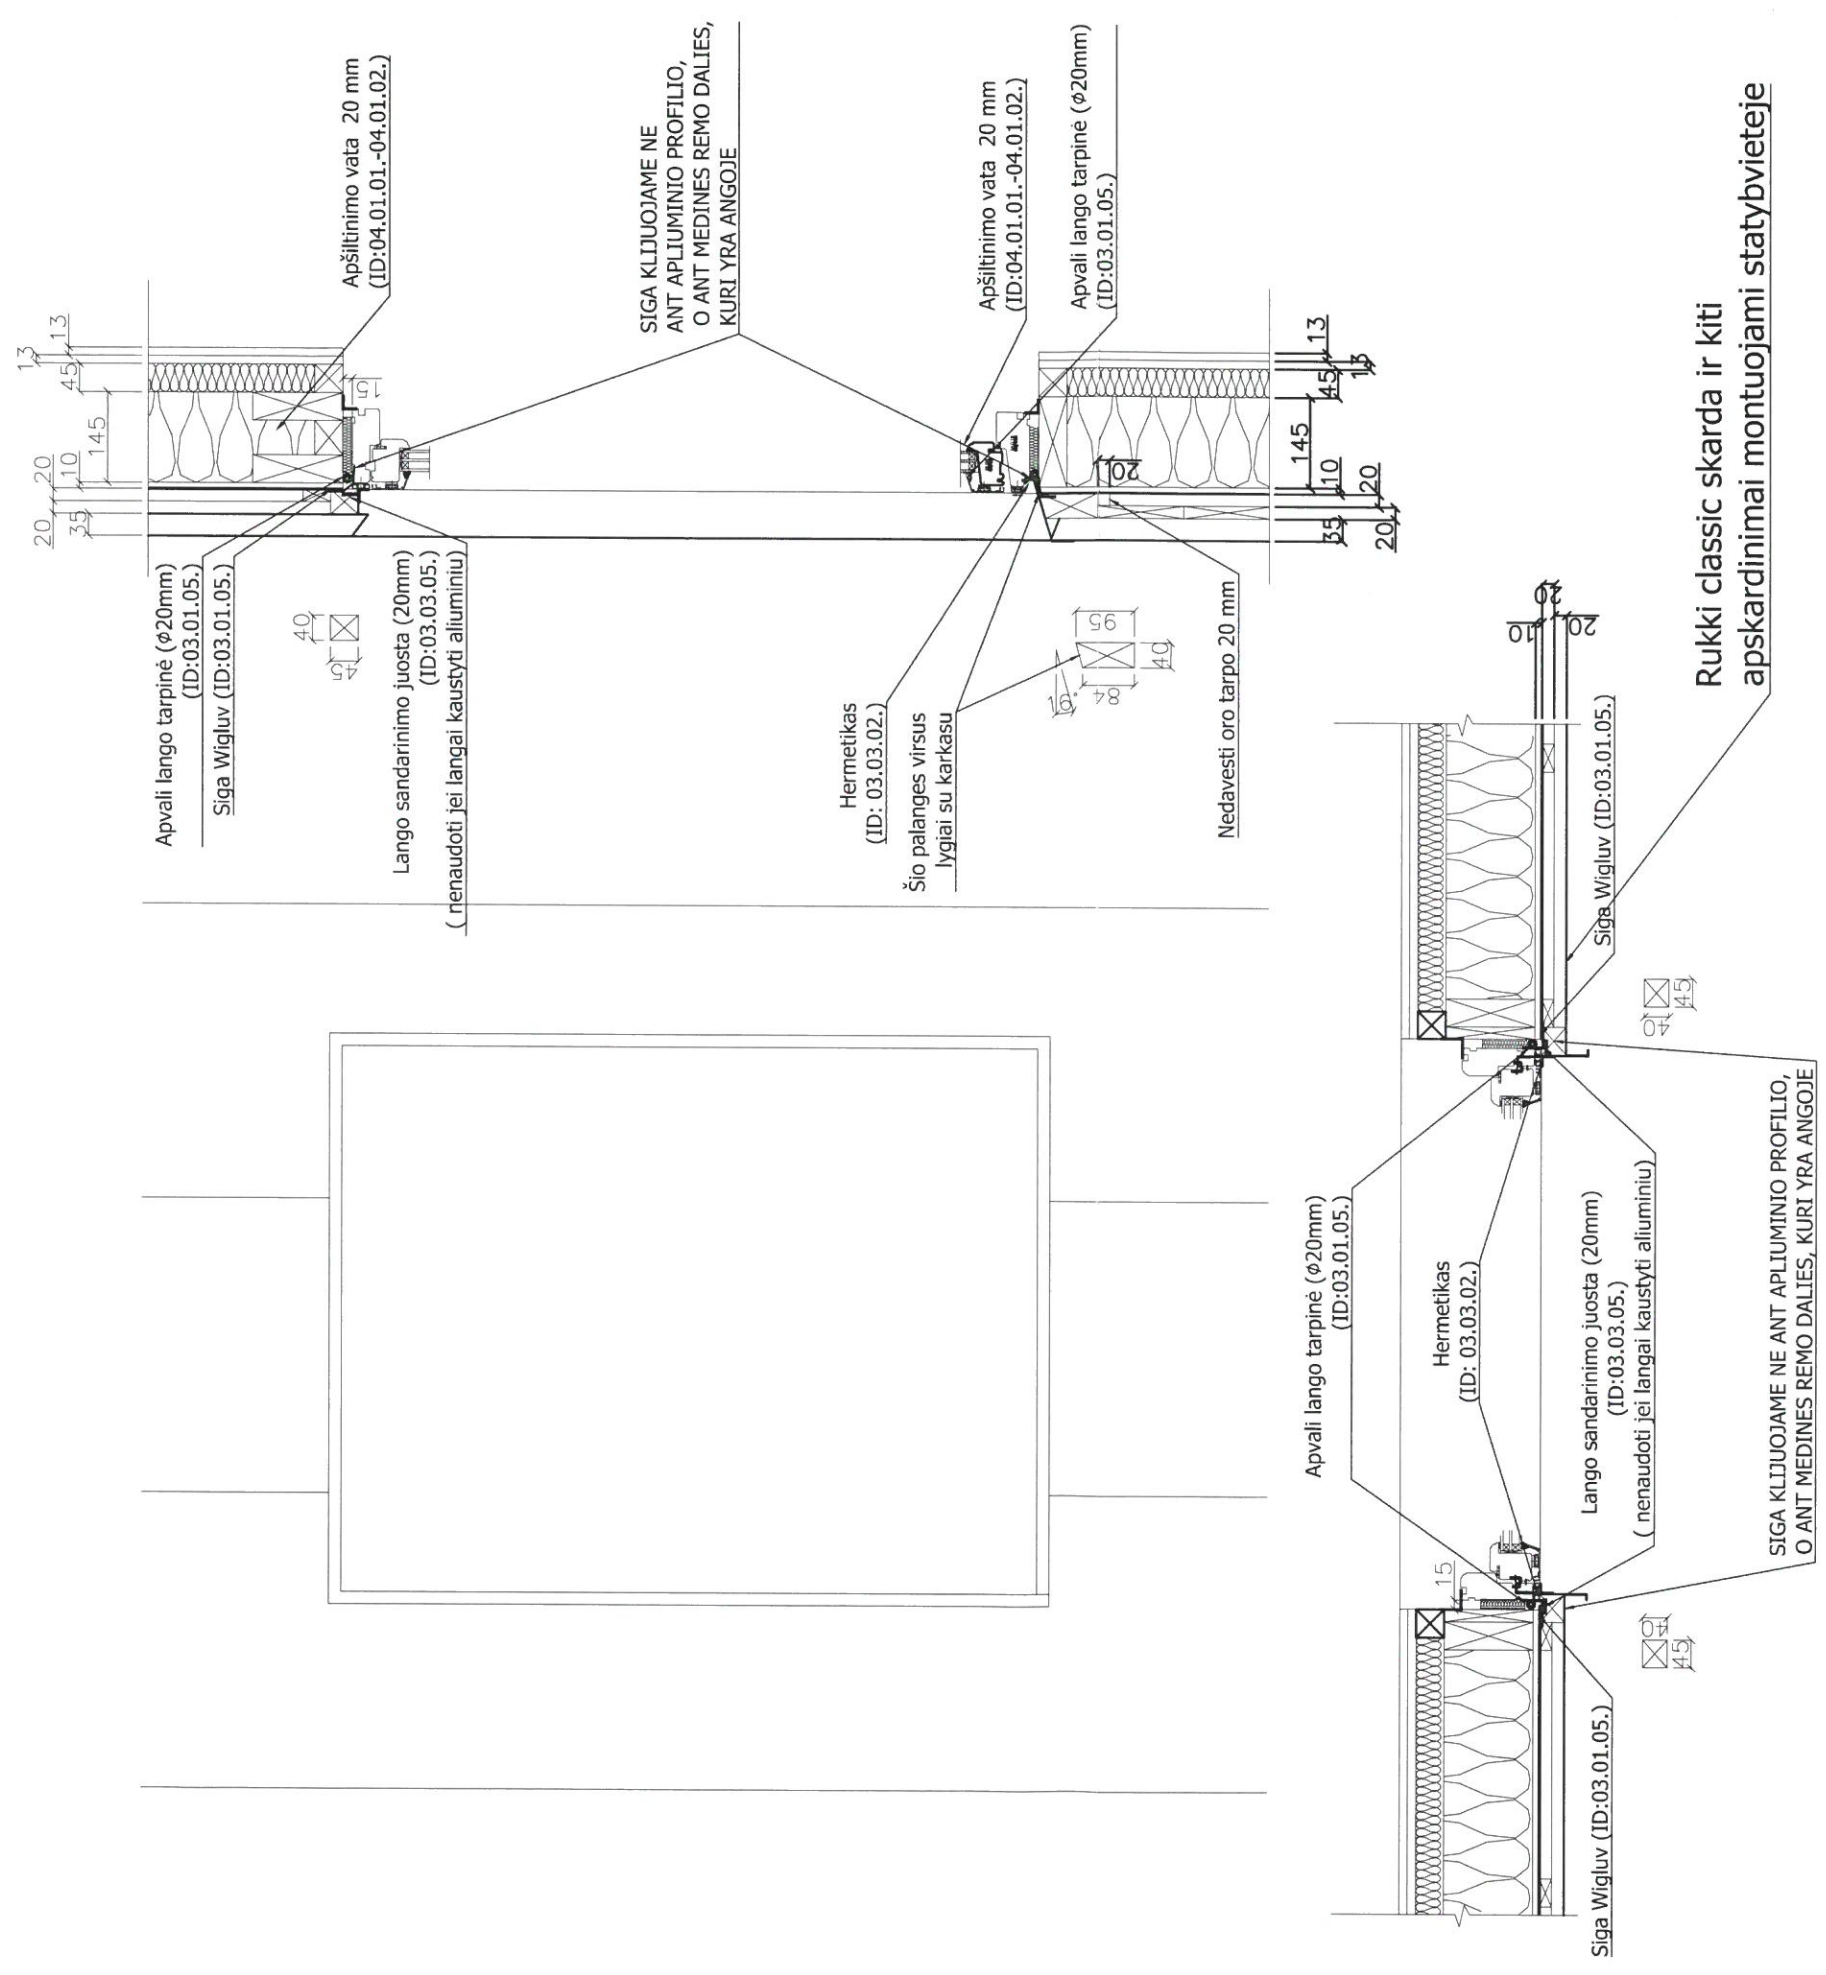 13
13
45
145
10
20
20
35
15
Apšiltinimo vata 20 mm
(ID:04.01.01.-04.01.02.)
SIGA KLIJUOJAME NE
ANT APLIUMINIO PROFILIO,
O ANT MEDINES REMO DALIES,
KURI YRA ANGOJE
Apšiltinimo vata 20 mm
(ID:04.01.01.-04.01.02.)
Apvali lango tarpinė (ϕ20mm)
(ID:03.01.05.)
13
13
45
145
10
20
35
20
20
Apvali lango tarpinė (ϕ20mm)
(ID:03.01.05.)
Siga Wigluv (ID:03.01.05.)
40
45
Lango sandarinimo juosta (20mm)
(ID:03.03.05.)
( nenaudoti jei langai kaustyti aliuminiu)
Hermetikas
(ID: 03.03.02.)
Šio palanges virsus
lygiai su karkasu
95
84
40
16°
Nedavesti oro tarpo 20 mm
Rukki classic skarda ir kiti
apskardinimai montuojami statybvieteje
10
20
20
Siga Wigluv (ID:03.01.05.)
40
45
Apvali lango tarpinė (ϕ20mm)
(ID:03.01.05.)
Hermetikas
(ID: 03.03.02.)
Lango sandarinimo juosta (20mm)
(ID:03.03.05.)
( nenaudoti jei langai kaustyti aliuminiu)
SIGA KLIJUOJAME NE ANT APLIUMINIO PROFILIO,
O ANT MEDINES REMO DALIES, KURI YRA ANGOJE
15
40
45
Siga Wigluv (ID:03.01.05.)